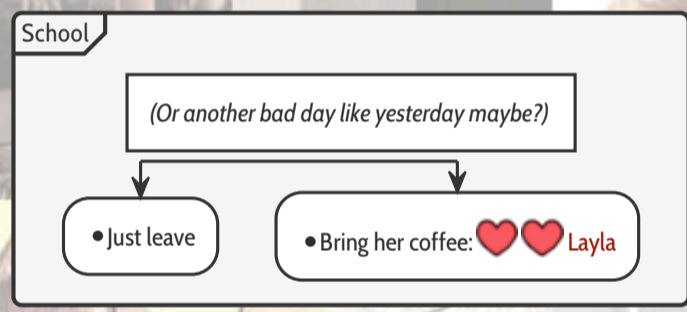 School
(Or another bad day like yesterday maybe?)
•Just leave
•Bring her coffee: ❤❤ Layla